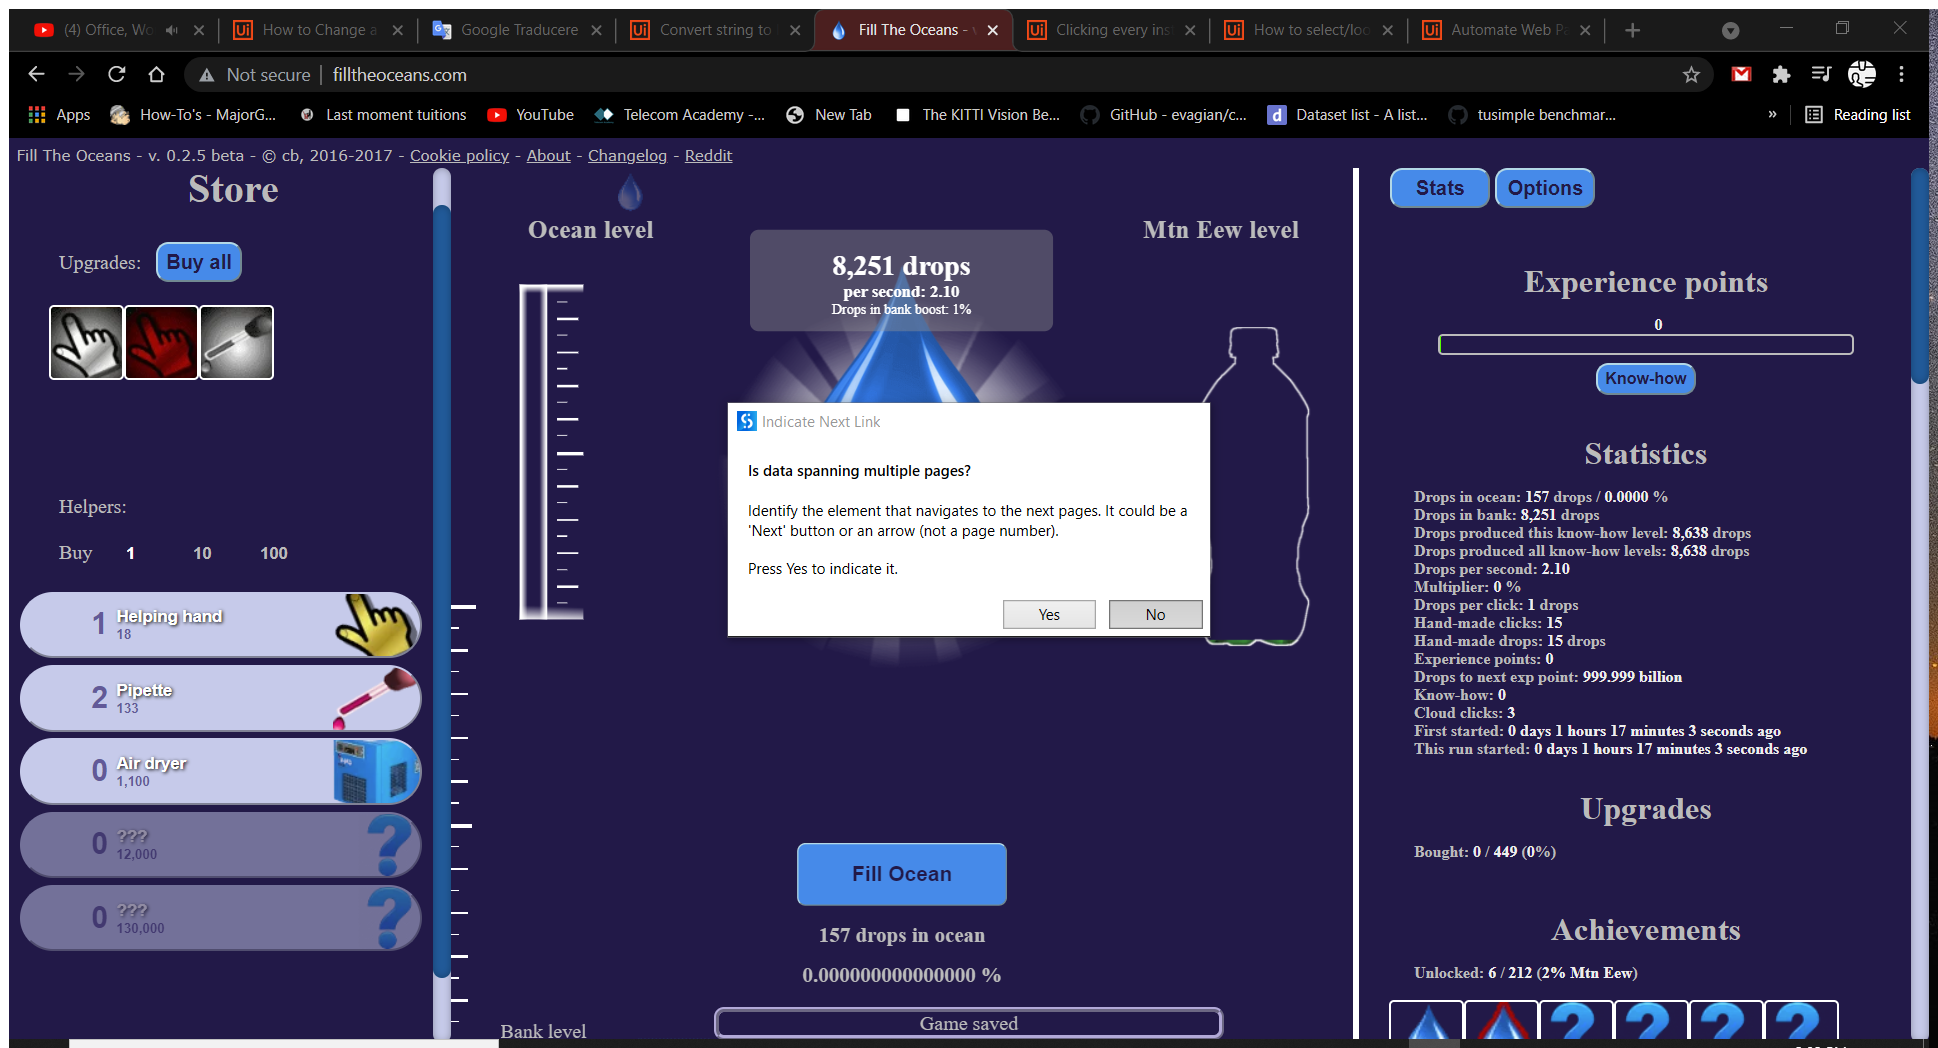 (4) Office, Wo
How to Change a
Google Traducere
Convert string to
Fill The Oceans -
Clicking every inst
How to select/loo
Automate Web Pa
Not secure | filltheoceans.com
Apps
How-To's - MajorG...
Last moment tuitions
YouTube
Telecom Academy -...
New Tab
The KITTI Vision Be...
GitHub - evagian/c...
Dataset list - A list...
tusimple benchmar...
»
Reading list
Fill The Oceans - v. 0.2.5 beta - © cb, 2016-2017 - Cookie policy - About - Changelog - Reddit
Store
Upgrades: Buy all
Helpers:
Buy 1 10 100
1 Helping hand
18
2 Pipette
133
0 Air dryer
1,100
0 ???
12,000
0 ???
130,000
Ocean level
Mtn Eew level
8,251 drops
per second: 2.10
Drops in bank boost: 1%
Indicate Next Link
Is data spanning multiple pages?
Identify the element that navigates to the next pages. It could be a
'Next' button or an arrow (not a page number).
Press Yes to indicate it.
Yes No
Fill Ocean
157 drops in ocean
0.000000000000000 %
Bank level
Game saved
Stats Options
Experience points
0
Know-how
Statistics
Drops in ocean: 157 drops / 0.0000 %
Drops in bank: 8,251 drops
Drops produced this know-how level: 8,638 drops
Drops produced all know-how levels: 8,638 drops
Drops per second: 2.10
Multiplier: 0 %
Drops per click: 1 drops
Hand-made clicks: 15
Hand-made drops: 15 drops
Experience points: 0
Drops to next exp point: 999.999 billion
Know-how: 0
Cloud clicks: 3
First started: 0 days 1 hours 17 minutes 3 seconds ago
This run started: 0 days 1 hours 17 minutes 3 seconds ago
Upgrades
Bought: 0 / 449 (0%)
Achievements
Unlocked: 6 / 212 (2% Mtn Eew)